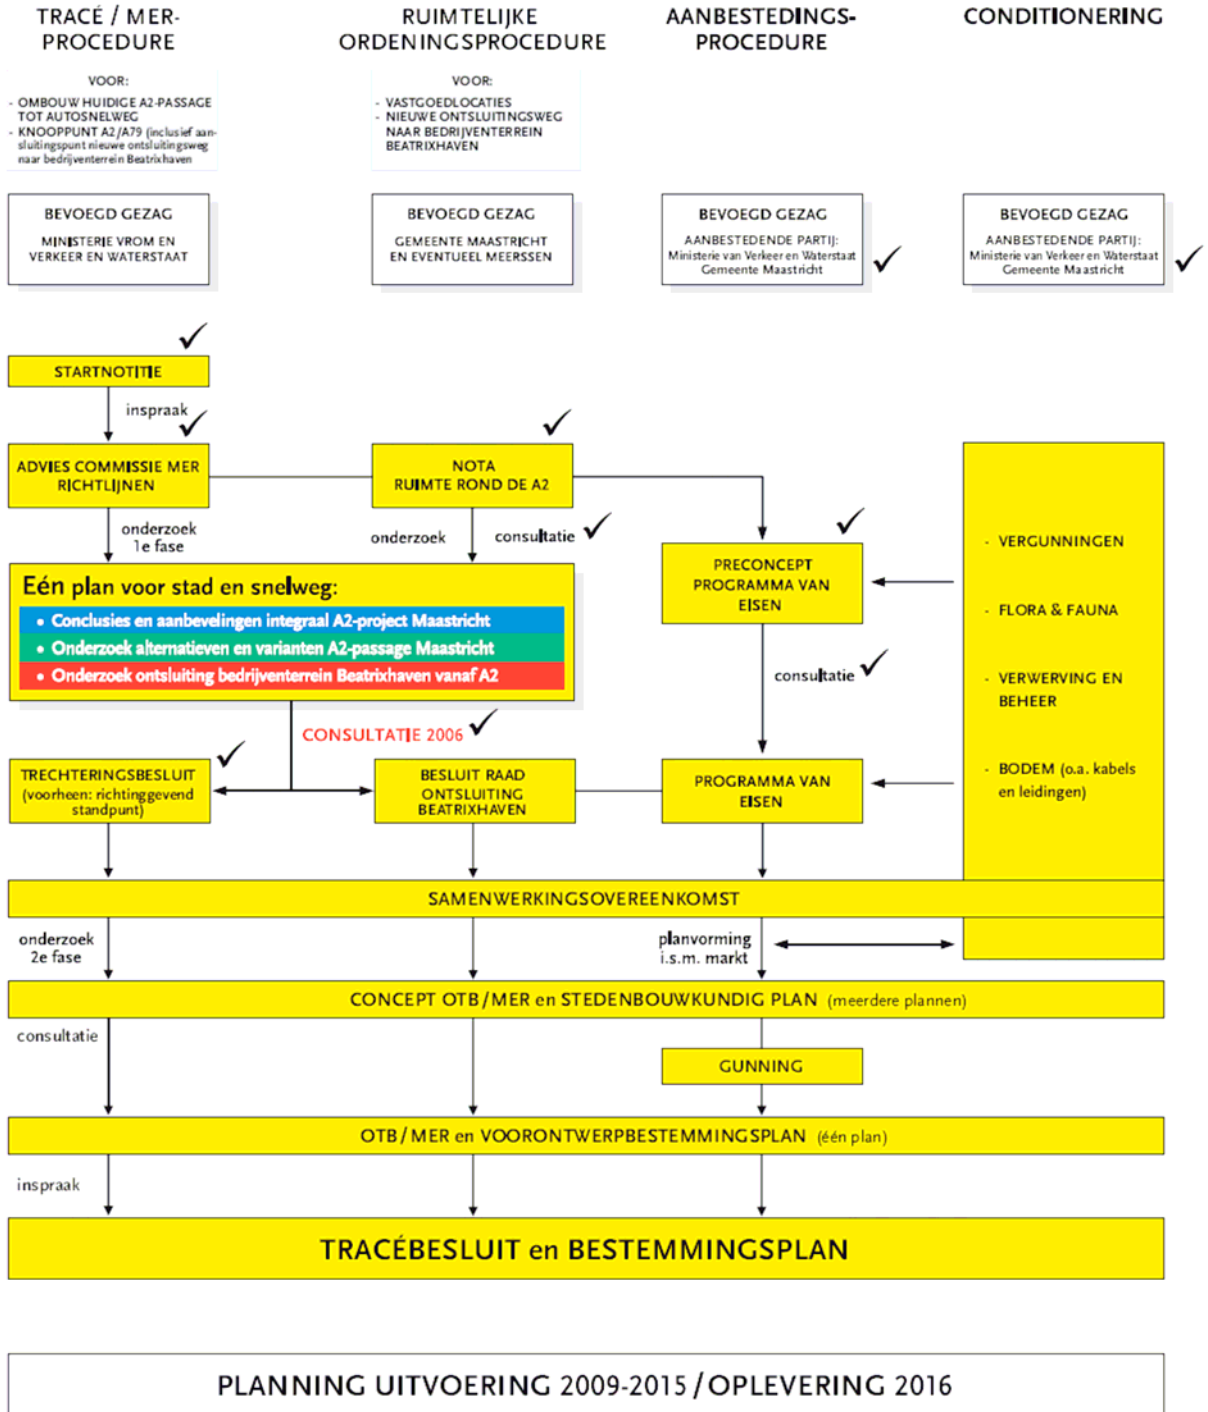 TRACÉ / MER-
PROCEDURE
VOOR:
- OMBOUW HUIDIGE A2-PASSAGE
TOT AUTOSNELWEG
- KNOOPPUNT A2/A79 (inclusief aan-
sluitingspunt nieuwe ontsluitingsweg
naar bedrijventerrein Beatrixhaven
RUIMTELIJKE
ORDENINGSPROCEDURE
VOOR:
- VASTGOEDLOCATIES
- NIEUWE ONTSLUITINGSWEG
NAAR BEDRIJVENTERREIN
BEATRIXHAVEN
AANBESTEDINGS-
PROCEDURE
CONDITIONERING
BEVOEGD GEZAG
MINISTERIE VROM EN
VERKEER EN WATERSTAAT
BEVOEGD GEZAG
GEMEENTE MAASTRICHT
EN EVENTUEEL MEERSSEN
BEVOEGD GEZAG
AANBESTEDENDE PARTIJ:
Ministerie van Verkeer en Waterstaat
Gemeente Maastricht
BEVOEGD GEZAG
AANBESTEDENDE PARTIJ:
Ministerie van Verkeer en Waterstaat
Gemeente Maastricht
STARTNOTITIE
inspraak
ADVIES COMMISSIE MER
RICHTLIJNEN
NOTA
RUIMTE ROND DE A2
onderzoek
1e fase
onderzoek
consultatie
PRECONCEPT
PROGRAMMA VAN
EISEN
- VERGUNNINGEN
- FLORA & FAUNA
- VERWERVING EN
BEHEER
- BODEM (o.a. kabels
en leidingen)
Eén plan voor stad en snelweg:
• Conclusies en aanbevelingen integraal A2-project Maastricht
• Onderzoek alternatieven en varianten A2-passage Maastricht
• Onderzoek ontsluiting bedrijventerrein Beatrixhaven vanaf A2
consultatie
CONSULTATIE 2006
TRECHTERINGSBESLUIT
(voorheen: richtinggevend
standpunt)
BESLUIT RAAD
ONTSLUITING
BEATRIXHAVEN
PROGRAMMA VAN
EISEN
SAMENWERKINGSOVEREENKOMST
onderzoek
2e fase
planvorming
i.s.m. markt
CONCEPT OTB/MER en STEDENBOUWKUNDIG PLAN (meerdere plannen)
consultatie
GUNNING
OTB/MER en VOORONTWERPBESTEMMINGSPLAN (één plan)
inspraak
TRACÉBESLUIT en BESTEMMINGSPLAN
PLANNING UITVOERING 2009-2015/OPLEVERING 2016